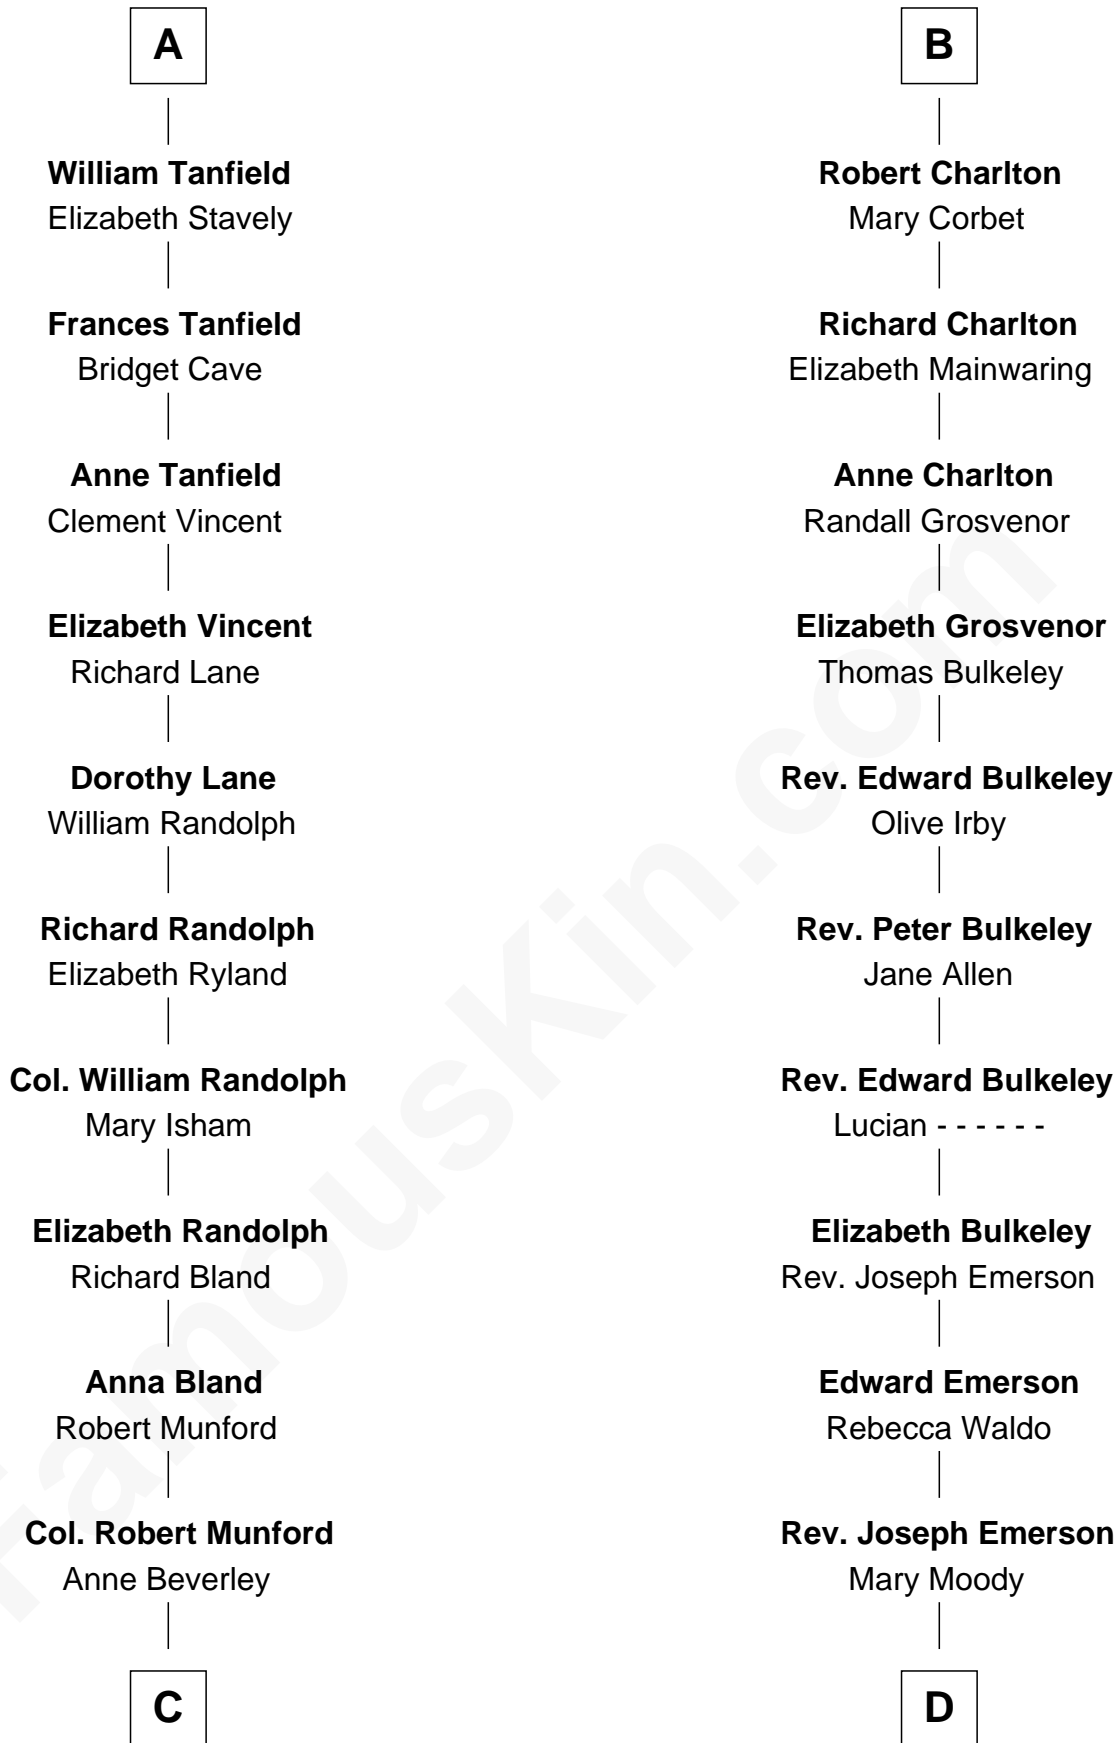 A
William Tanfield
Elizabeth Stavely
Frances Tanfield
Bridget Cave
Anne Tanfield
Clement Vincent
Elizabeth Vincent
Richard Lane
Dorothy Lane
William Randolph
Richard Randolph
Elizabeth Ryland
Col. William Randolph
Mary Isham
Elizabeth Randolph
Richard Bland
Anna Bland
Robert Munford
Col. Robert Munford
Anne Beverley
C
B
Robert Charlton
Mary Corbet
Richard Charlton
Elizabeth Mainwaring
Anne Charlton
Randall Grosvenor
Elizabeth Grosvenor
Thomas Bulkeley
Rev. Edward Bulkeley
Olive Irby
Rev. Peter Bulkeley
Jane Allen
Rev. Edward Bulkeley
Lucian - - - - - -
Elizabeth Bulkeley
Rev. Joseph Emerson
Edward Emerson
Rebecca Waldo
Rev. Joseph Emerson
Mary Moody
D
FamousKin.com